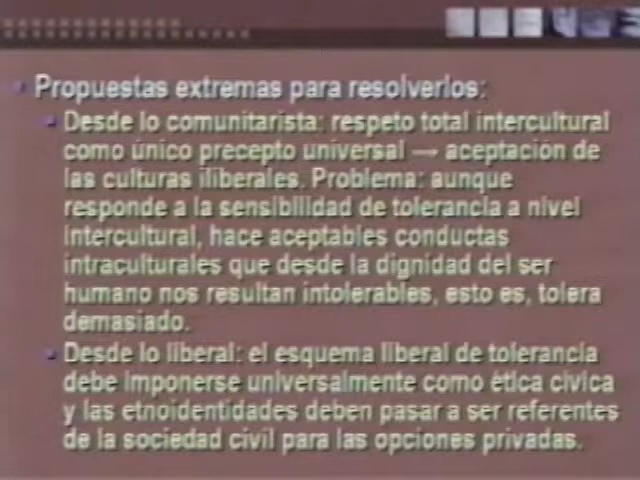 Propuestas extremas para resolverlos:
Desde lo comunitarista: respeto total intercultural
como único precepto universal → aceptación de
las culturas iliberales. Problema: aunque
responde a la sensibilidad de tolerancia a nivel
intercultural, hace aceptables conductas
intraculturales que desde la dignidad del ser
humano nos resultan intolerables, esto es, tolera
demasiado.
Desde lo liberal: el esquema liberal de tolerancia
debe imponerse universalmente como ética cívica
y las etnoidentidades deben pasar a ser referentes
de la sociedad civil para las opciones privadas.